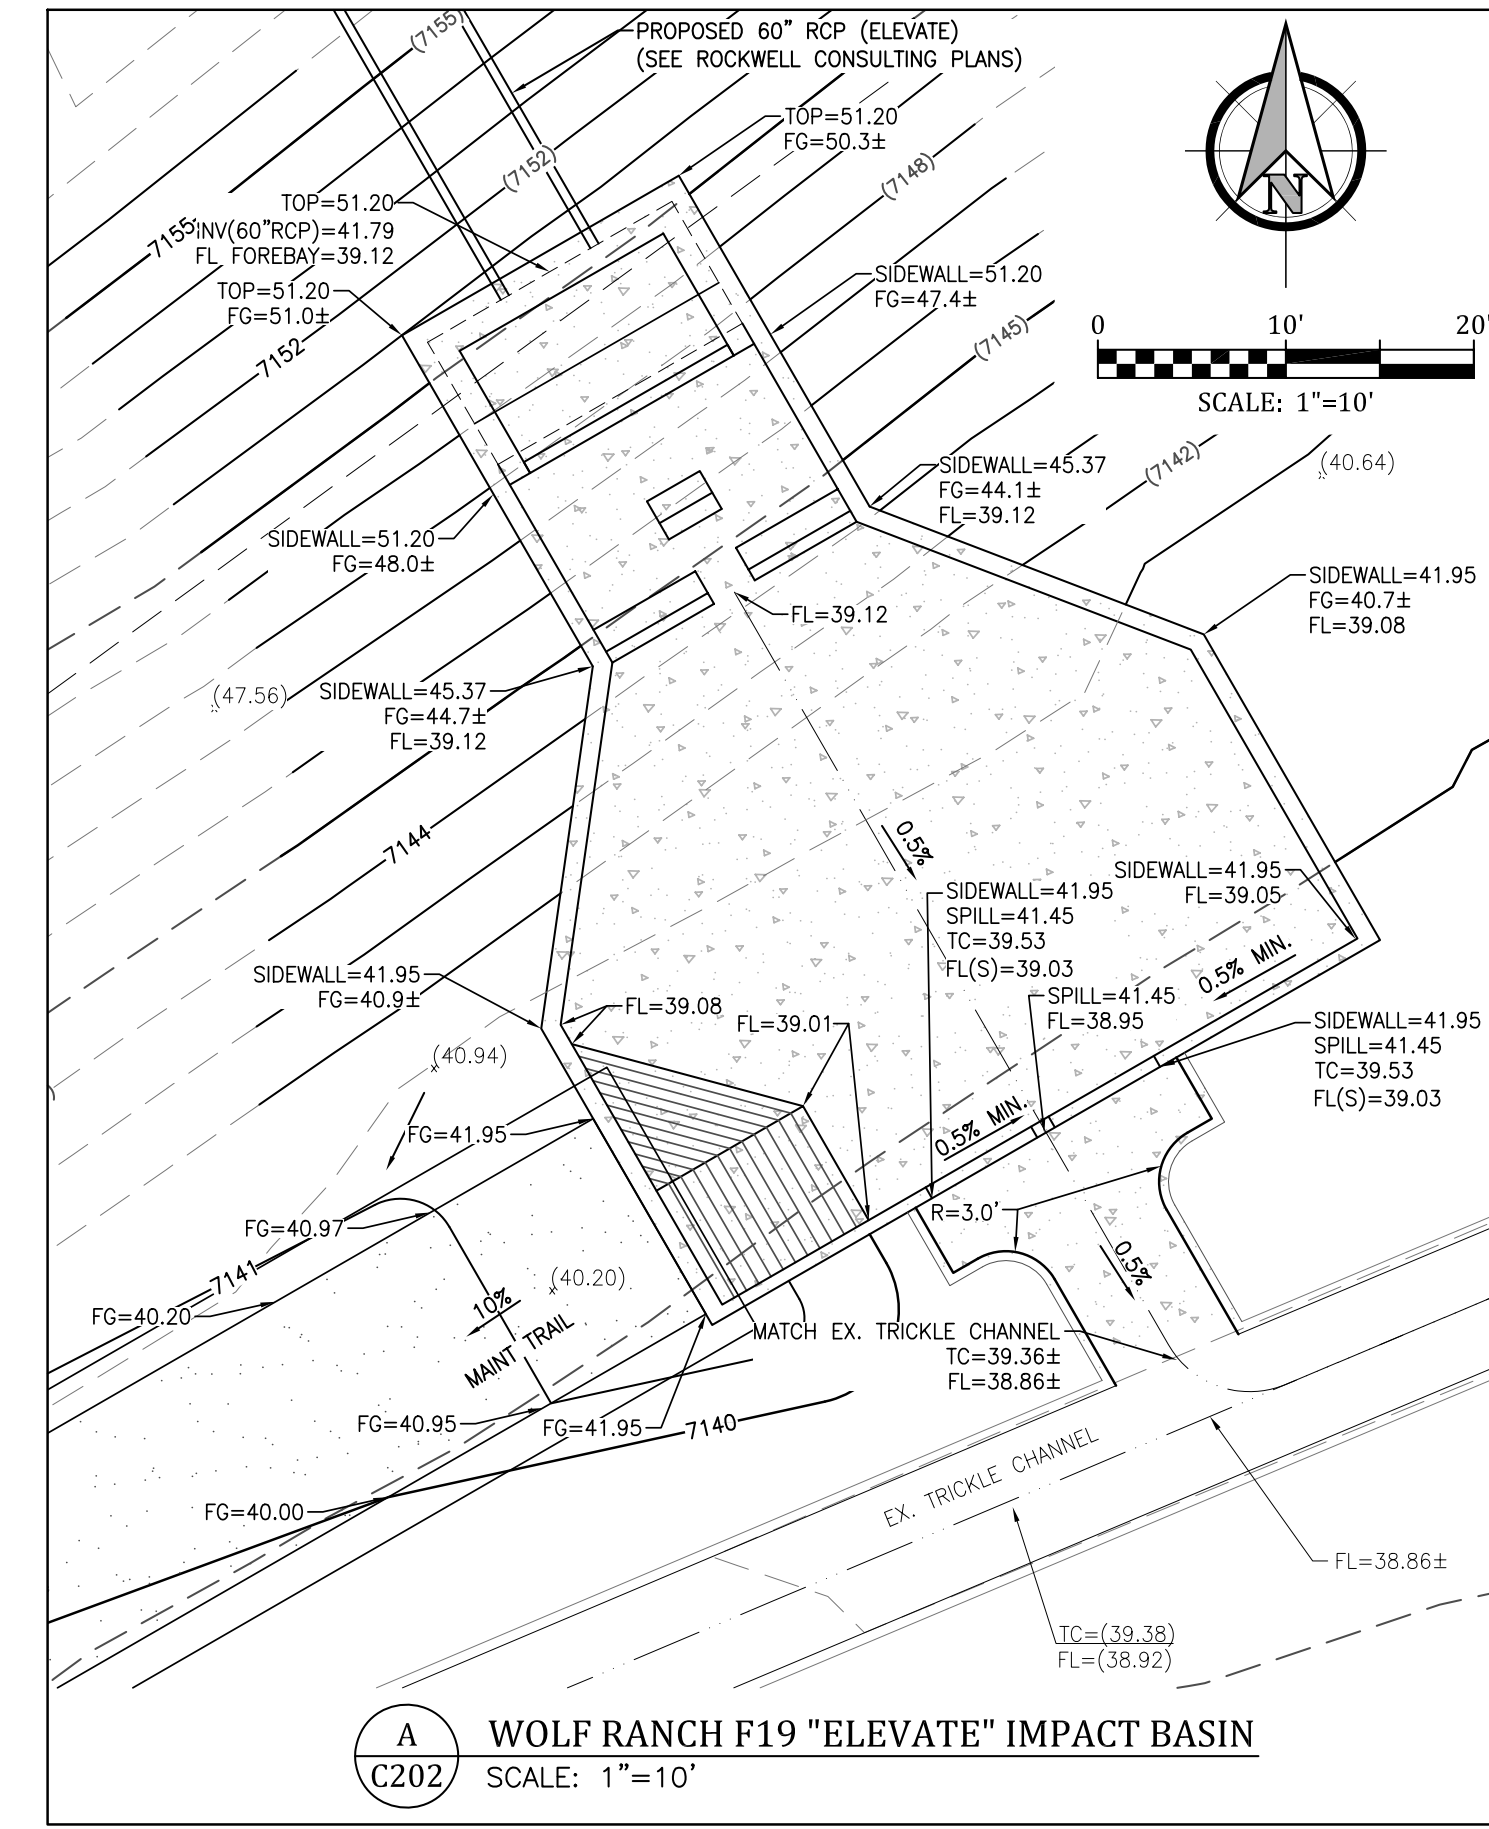 (7155)
PROPOSED 60" RCP (ELEVATE)
(SEE ROCKWELL CONSULTING PLANS)
TOP=51.20
FG=50.3±
(7152)
(7148)
N
TOP=51.20
INV(60"RCP)=41.79
FL FOREBAY=39.12
7155
TOP=51.20
FG=51.0±
SIDEWALL=51.20
FG=47.4±
7152
(7145)
0 10' 20'
SCALE: 1"=10'
SIDEWALL=45.37
FG=44.1±
FL=39.12
(7142)
(40.64)
SIDEWALL=51.20
FG=48.0±
SIDEWALL=41.95
FG=40.7±
FL=39.08
FL=39.12
(47.56)
SIDEWALL=45.37
FG=44.7±
FL=39.12
7144
0.5%
SIDEWALL=41.95
FL=39.05
SIDEWALL=41.95
SPILL=41.45
TC=39.53
FL(S)=39.03
0.5% MIN.
SIDEWALL=41.95
FG=40.9±
FL=39.08
FL=39.01
SPILL=41.45
FL=38.95
SIDEWALL=41.95
SPILL=41.45
TC=39.53
FL(S)=39.03
(40.94)
0.5% MIN.
FG=41.95
R=3.0'
FG=40.97
0.5%
7141
(40.20)
FG=40.20
10%
MAINT TRAIL
MATCH EX. TRICKLE CHANNEL
TC=39.36±
FL=38.86±
FG=40.95
FG=41.95
7140
EX. TRICKLE CHANNEL
FG=40.00
FL=38.86±
TC=(39.38)
FL=(38.92)
A
C202
WOLF RANCH F19 "ELEVATE" IMPACT BASIN
SCALE: 1"=10'